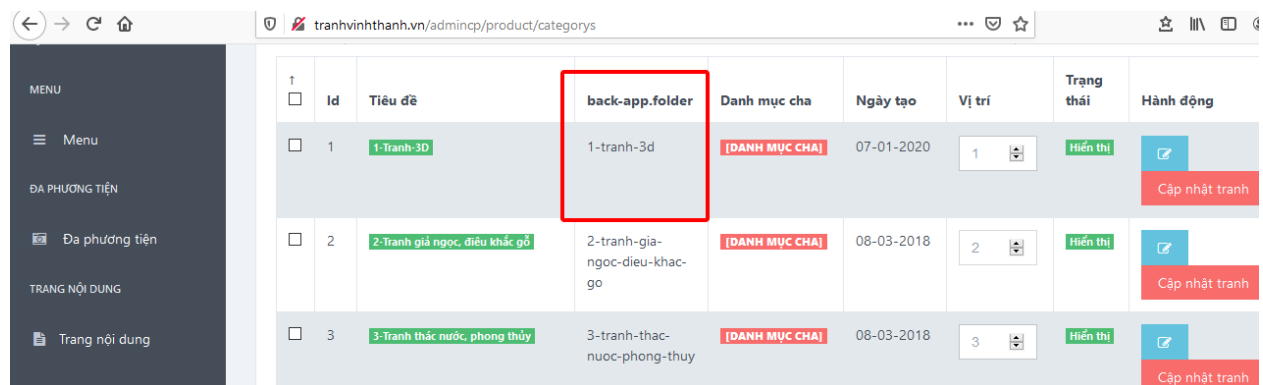 tranhvinhthanh.vn/admincp/product/categorys
MENU
Menu
ĐA PHƯƠNG TIỆN
Đa phương tiện
TRANG NỘI DUNG
Trang nội dung
↑ Id Tiêu đề back-app.folder Danh mục cha Ngày tạo Vị trí Trạng
thái Hành động
1 1-Tranh-3D 1-tranh-3d [DANH MỤC CHA] 07-01-2020 1 Hiển thị
Cập nhật tranh
2 2-Tranh giả ngọc, điêu khắc gỗ 2-tranh-gia-
ngoc-dieu-khac-
go [DANH MỤC CHA] 08-03-2018 2 Hiển thị
Cập nhật tranh
3 3-Tranh thác nước, phong thủy 3-tranh-thac-
nuoc-phong-thuy [DANH MỤC CHA] 08-03-2018 3 Hiển thị
Cập nhật tranh